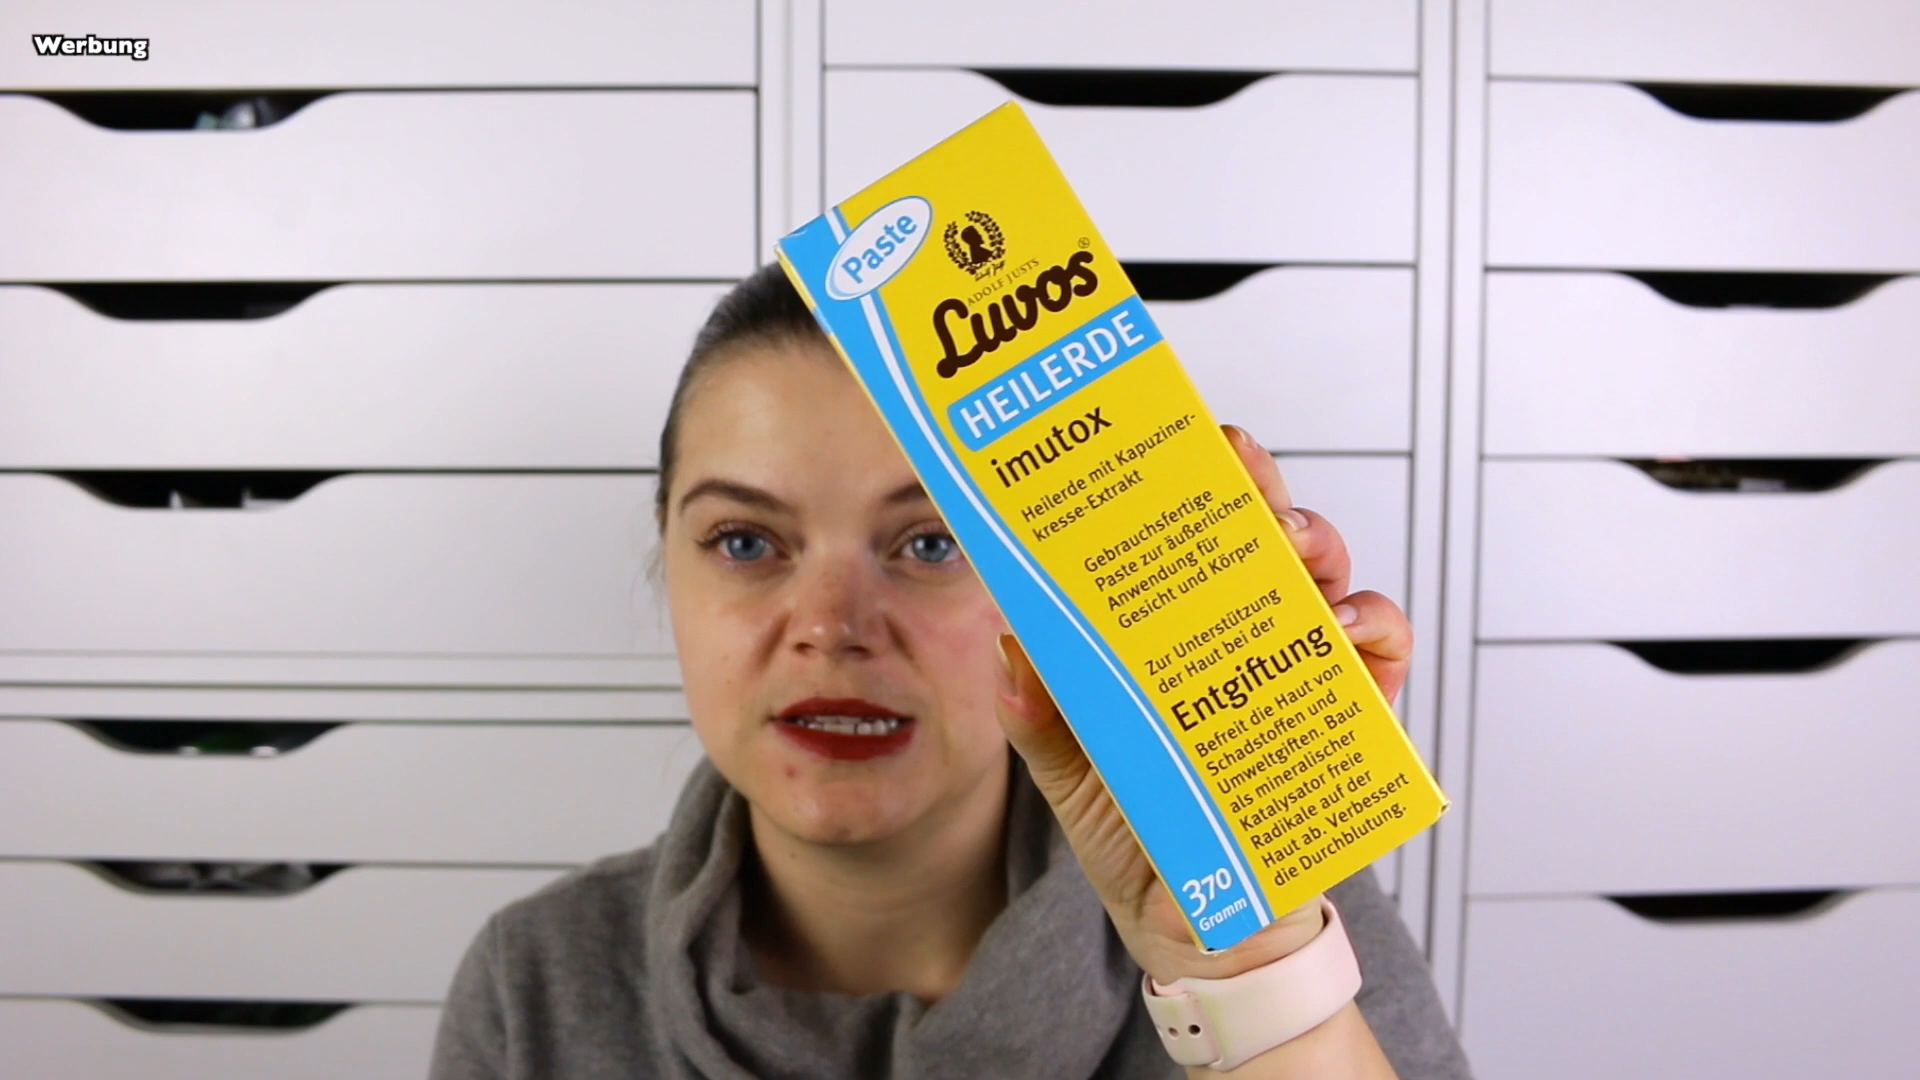 Werbung
Paste
ADOLF JUSTS
Luvos®
HEILERDE
imutox
Heilerde mit Kapuziner-
kresse-Extrakt
Gebrauchsfertige
Paste zur äußerlichen
Anwendung für
Gesicht und Körper
Zur Unterstützung
der Haut bei der
Entgiftung
Befreit die Haut von
Schadstoffen und
Umweltgiften. Baut
als mineralischer
Katalysator freie
Radikale auf der
Haut ab. Verbessert
die Durchblutung.
370
Gramm